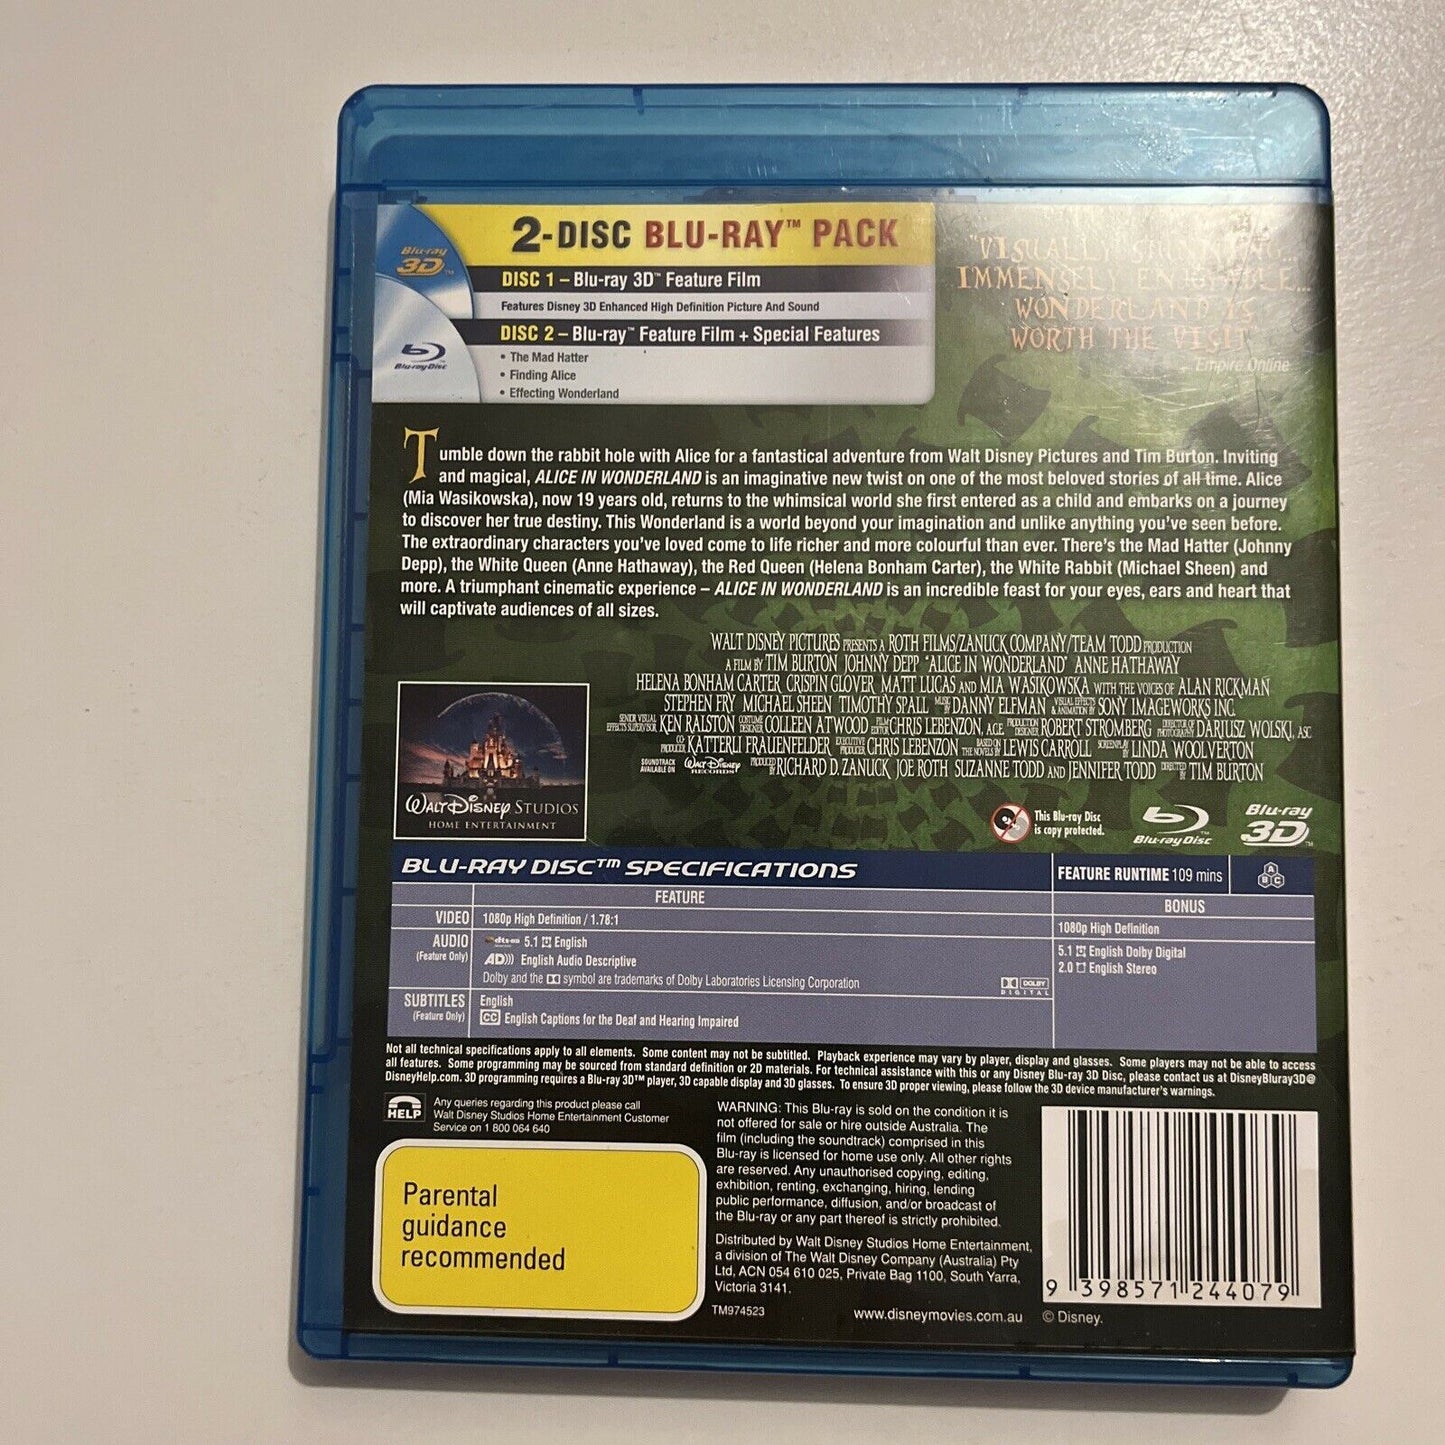 2-DISC BLU-RAY™ PACK
Blu-ray
3D™
DISC 1 – Blu-ray 3D™ Feature Film
Features Disney 3D Enhanced High Definition Picture And Sound
DISC 2 – Blu-ray™ Feature Film + Special Features
Blu-ray Disc
• The Mad Hatter
• Finding Alice
• Effecting Wonderland
"VISUALLY
IMMENSELY ENJOYABLE...
WONDERLAND IS
WORTH THE VISIT
Empire Online
Tumble down the rabbit hole with Alice for a fantastical adventure from Walt Disney Pictures and Tim Burton. Inviting
and magical, ALICE IN WONDERLAND is an imaginative new twist on one of the most beloved stories of all time. Alice
(Mia Wasikowska), now 19 years old, returns to the whimsical world she first entered as a child and embarks on a journey
to discover her true destiny. This Wonderland is a world beyond your imagination and unlike anything you've seen before.
The extraordinary characters you've loved come to life richer and more colourful than ever. There's the Mad Hatter (Johnny
Depp), the White Queen (Anne Hathaway), the Red Queen (Helena Bonham Carter), the White Rabbit (Michael Sheen) and
more. A triumphant cinematic experience – ALICE IN WONDERLAND is an incredible feast for your eyes, ears and heart that
will captivate audiences of all sizes.
WALT DISNEY PICTURES PRESENTS A ROTH FILMS/ZANUCK COMPANY/TEAM TODD PRODUCTION
A FILM BY TIM BURTON JOHNNY DEPP "ALICE IN WONDERLAND" ANNE HATHAWAY
HELENA BONHAM CARTER CRISPIN GLOVER MATT LUCAS AND MIA WASIKOWSKA WITH THE VOICES OF ALAN RICKMAN
STEPHEN FRY MICHAEL SHEEN TIMOTHY SPALL MUSIC BY DANNY ELFMAN VISUAL EFFECTS & ANIMATION BY SONY IMAGEWORKS INC.
SENIOR VISUAL EFFECTS SUPERVISOR KEN RALSTON COSTUME DESIGNER COLLEEN ATWOOD FILM EDITOR CHRIS LEBENZON, A.C.E. PRODUCTION DESIGNER ROBERT STROMBERG DIRECTOR OF PHOTOGRAPHY DARIUSZ WOLSKI, ASC
CO-PRODUCER KATTERLI FRAUENFELDER EXECUTIVE PRODUCER CHRIS LEBENZON BASED ON THE NOVELS BY LEWIS CARROLL SCREENPLAY BY LINDA WOOLVERTON
SOUNDTRACK AVAILABLE ON WALT DISNEY RECORDS PRODUCED BY RICHARD D. ZANUCK JOE ROTH SUZANNE TODD AND JENNIFER TODD DIRECTED BY TIM BURTON
WALT DISNEY STUDIOS
HOME ENTERTAINMENT
This Blu-ray Disc
is copy protected.
Blu-ray Disc
Blu-ray
3D™
BLU-RAY DISC™ SPECIFICATIONS
FEATURE RUNTIME 109 mins
A
B C
FEATURE
BONUS
VIDEO 1080p High Definition / 1.78:1
1080p High Definition
AUDIO
(Feature Only)
dts-HD 5.1 English
AD))) English Audio Descriptive
Dolby and the DD symbol are trademarks of Dolby Laboratories Licensing Corporation
DOLBY
DIGITAL
5.1 English Dolby Digital
2.0 English Stereo
SUBTITLES
(Feature Only)
English
CC English Captions for the Deaf and Hearing Impaired
Not all technical specifications apply to all elements. Some content may not be subtitled. Playback experience may vary by player, display and glasses. Some players may not be able to access
all features. Some programming may be sourced from standard definition or 2D materials. For technical assistance with this or any Disney Blu-ray 3D Disc, please contact us at DisneyBluray3D@
DisneyHelp.com. 3D programming requires a Blu-ray 3D™ player, 3D capable display and 3D glasses. To ensure 3D proper viewing, please follow the 3D device manufacturer's warnings.
HELP
Any queries regarding this product please call
Walt Disney Studios Home Entertainment Customer
Service on 1 800 064 640
Parental
guidance
recommended
WARNING: This Blu-ray is sold on the condition it is
not offered for sale or hire outside Australia. The
film (including the soundtrack) comprised in this
Blu-ray is licensed for home use only. All other rights
are reserved. Any unauthorised copying, editing,
exhibition, renting, exchanging, hiring, lending
public performance, diffusion, and/or broadcast of
the Blu-ray or any part thereof is strictly prohibited.
Distributed by Walt Disney Studios Home Entertainment,
a division of The Walt Disney Company (Australia) Pty
Ltd, ACN 054 610 025, Private Bag 1100, South Yarra,
Victoria 3141.
TM974523
www.disneymovies.com.au © Disney.
9 398571 244079